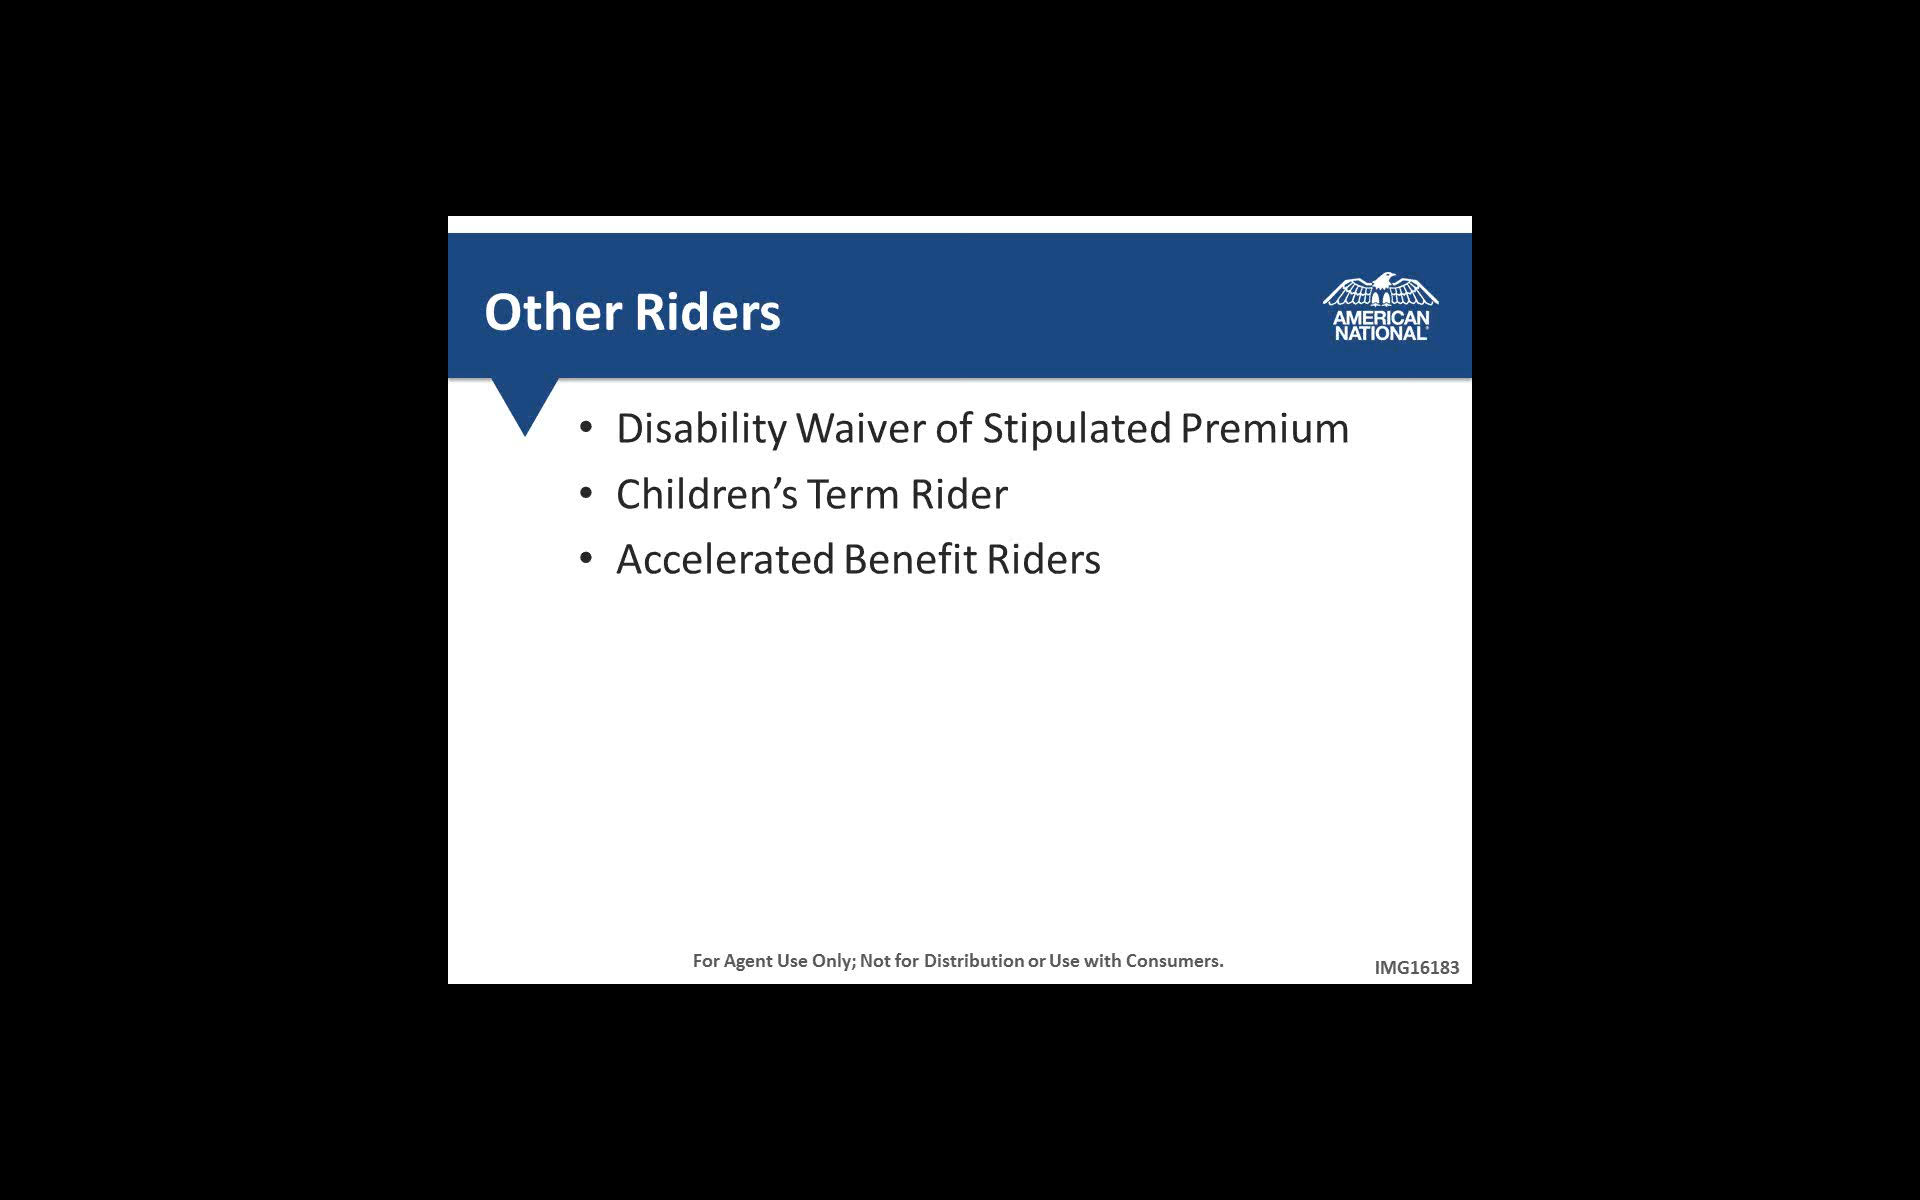 Other Riders
AMERICAN
NATIONAL
• Disability Waiver of Stipulated Premium
• Children’s Term Rider
• Accelerated Benefit Riders
For Agent Use Only; Not for Distribution or Use with Consumers.
IMG16183